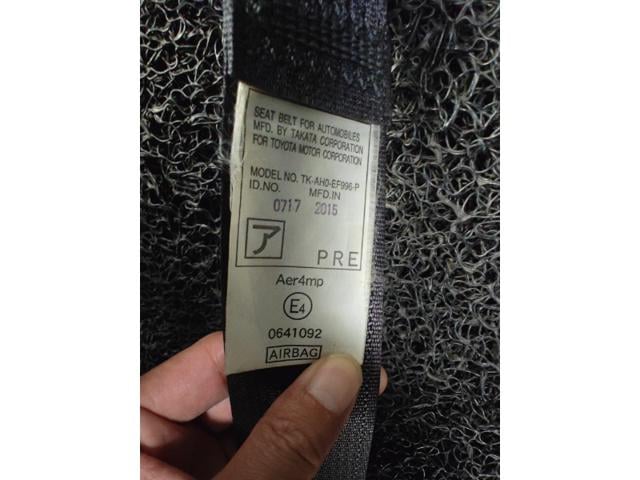 SEAT BELT FOR AUTOMOBILES
MFD. BY TAKATA CORPORATION
FOR TOYOTA MOTOR CORPORATION
MODEL NO. TK-AH0-EF996-P
ID.NO. MFD.IN
0717 2015
ア PRE
Aer4mp
E4
0641092
AIRBAG